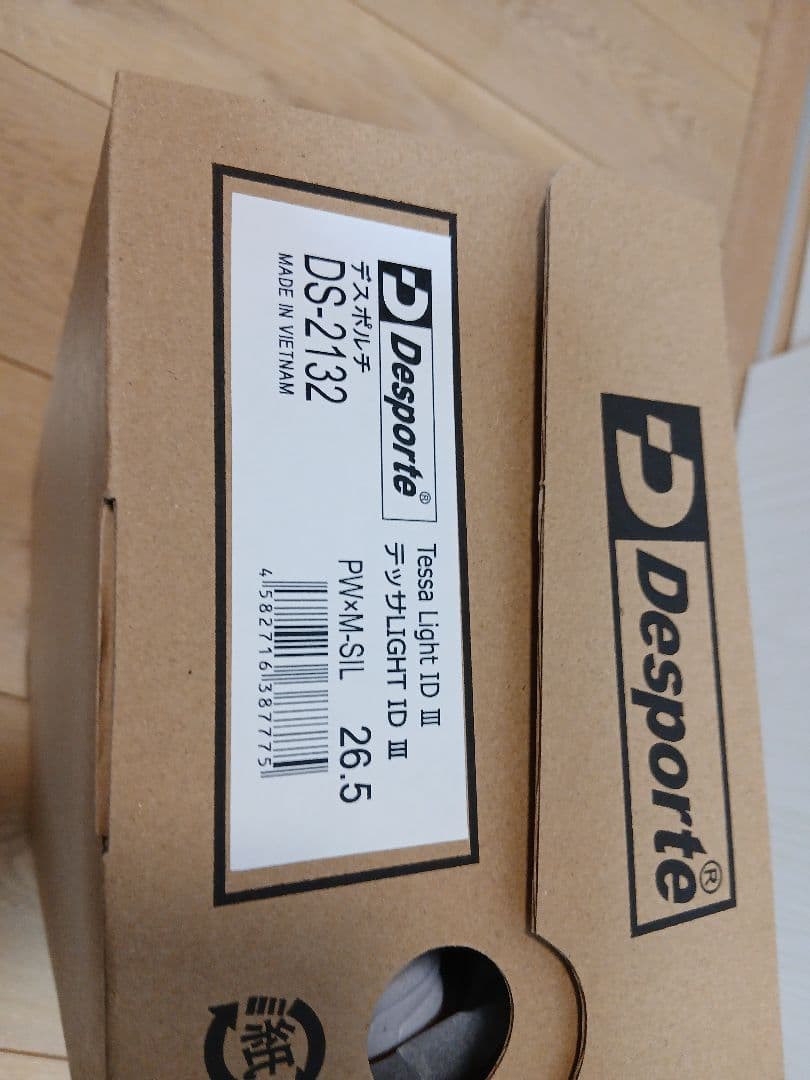 Desporte®
Desporte®
デスポルチ
DS-2132
MADE IN VIETNAM
Tessa Light ID Ⅲ
テッサLIGHT ID Ⅲ
PW×M-SIL 26.5
4582716387775
紙